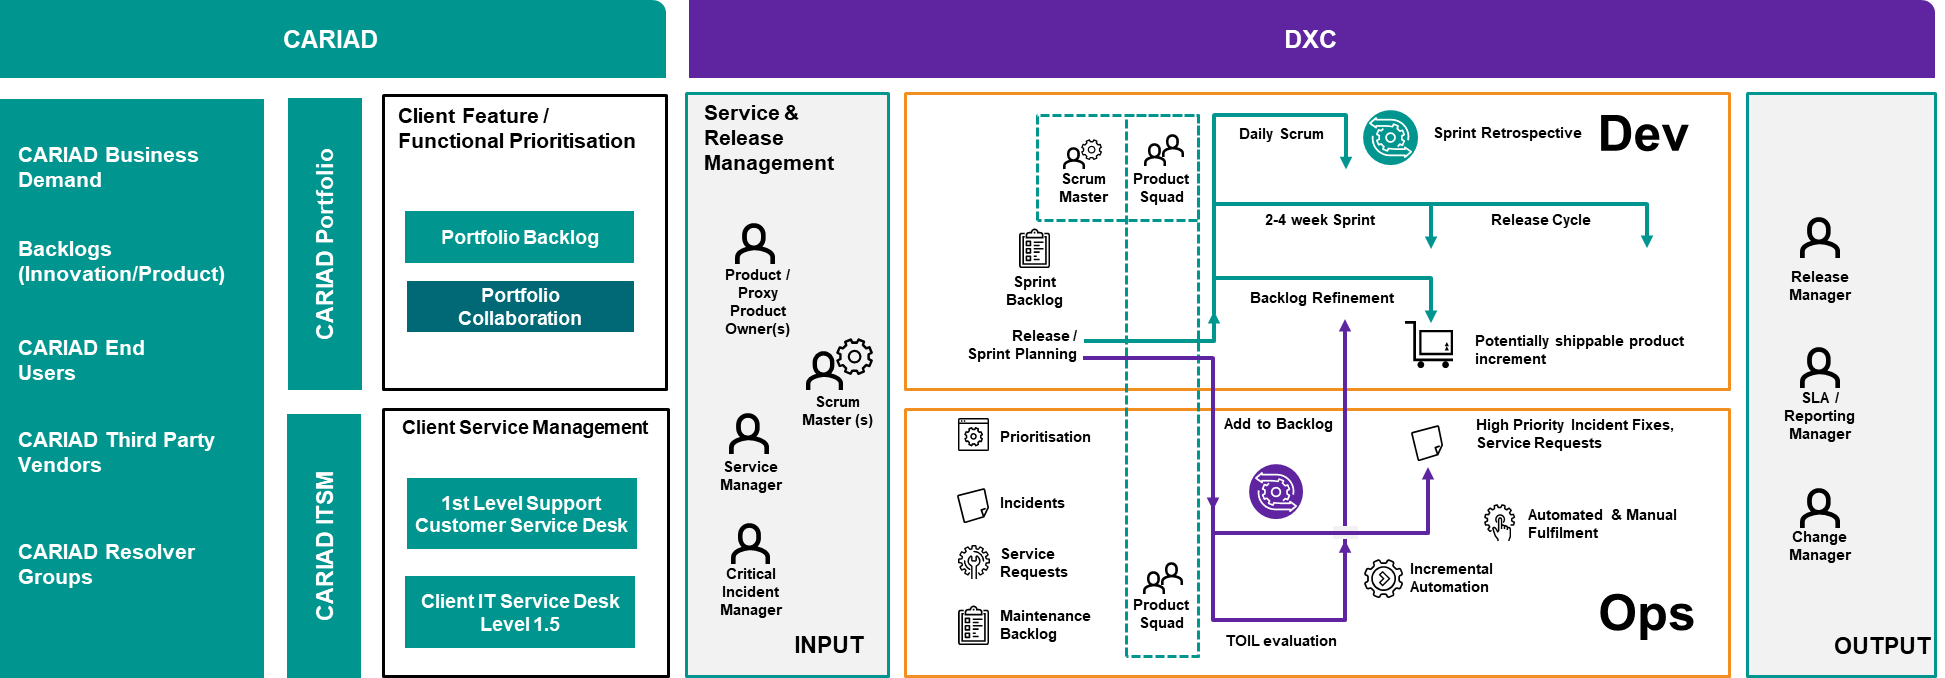 CARIAD
DXC
CARIAD Business
Demand
Backlogs
(Innovation/Product)
CARIAD End
Users
CARIAD Third Party
Vendors
CARIAD Resolver
Groups
CARIAD Portfolio
CARIAD ITSM
Client Feature /
Functional Prioritisation
Portfolio Backlog
Portfolio
Collaboration
Client Service Management
1st Level Support
Customer Service Desk
Client IT Service Desk
Level 1.5
Service &
Release
Management
Product /
Proxy
Product
Owner(s)
Scrum
Master (s)
Service
Manager
Critical
Incident
Manager
INPUT
Scrum
Master
Product
Squad
Daily Scrum
Sprint Retrospective
Dev
2-4 week Sprint
Release Cycle
Sprint
Backlog
Backlog Refinement
Release /
Sprint Planning
Potentially shippable product
increment
Prioritisation
Incidents
Service
Requests
Maintenance
Backlog
Product
Squad
Add to Backlog
High Priority Incident Fixes,
Service Requests
Automated & Manual
Fulfilment
Incremental
Automation
TOIL evaluation
Ops
Release
Manager
SLA /
Reporting
Manager
Change
Manager
OUTPUT